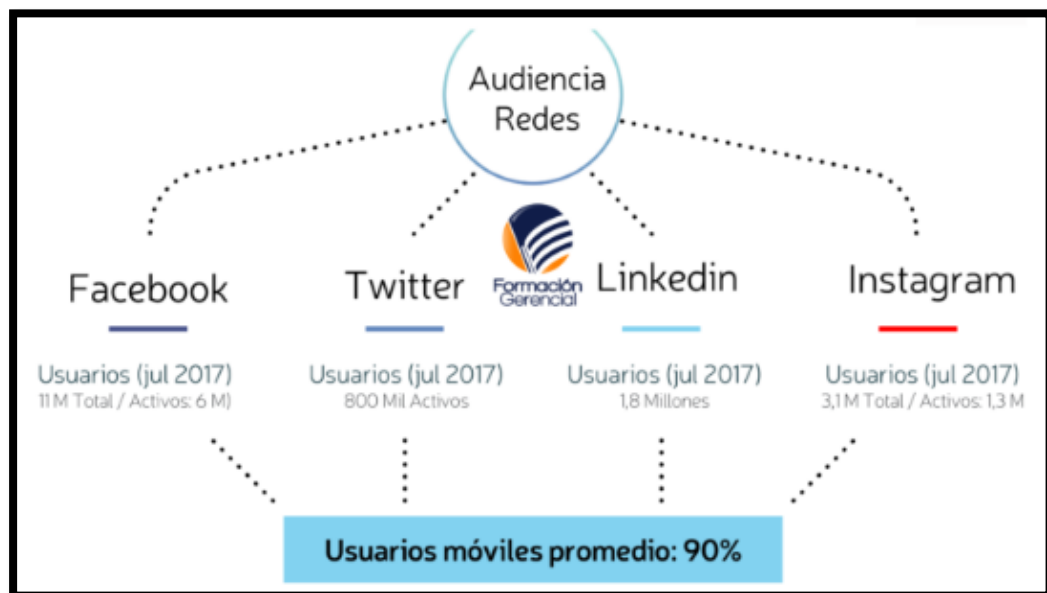 Audiencia
Redes
Facebook
Twitter
Formación
Gerencial
Linkedin
Instagram
Usuarios (jul 2017)
11 M Total / Activos: 6 M)
Usuarios (jul 2017)
800 Mil Activos
Usuarios (jul 2017)
1,8 Millones
Usuarios (jul 2017)
3,1 M Total / Activos: 1,3 M
Usuarios móviles promedio: 90%